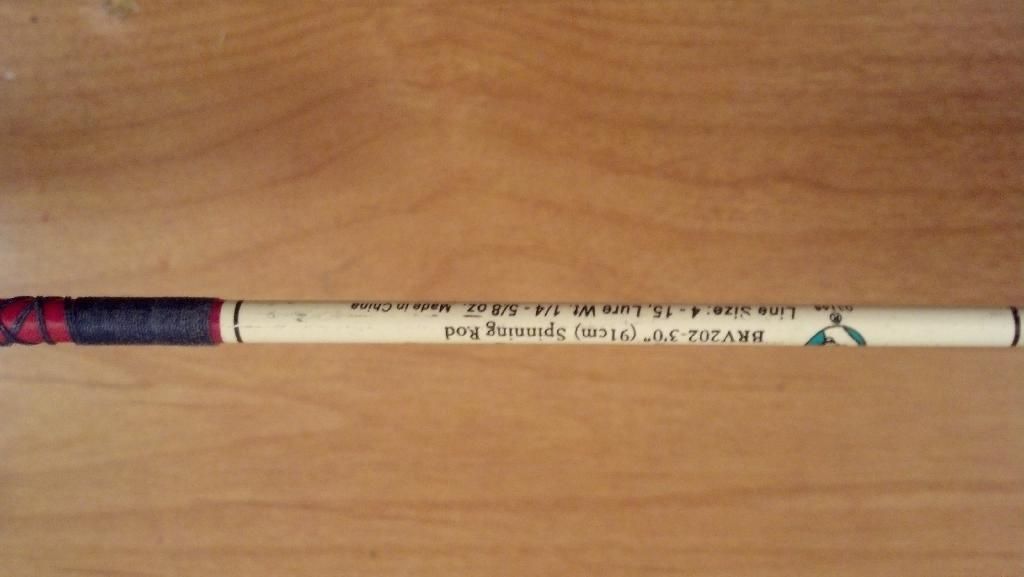 BRV202-3'0" (91cm) Spinning Rod
Line Size: 4 - 15, Lure Wt. 1/4 - 5/8 oz. Made in China
®